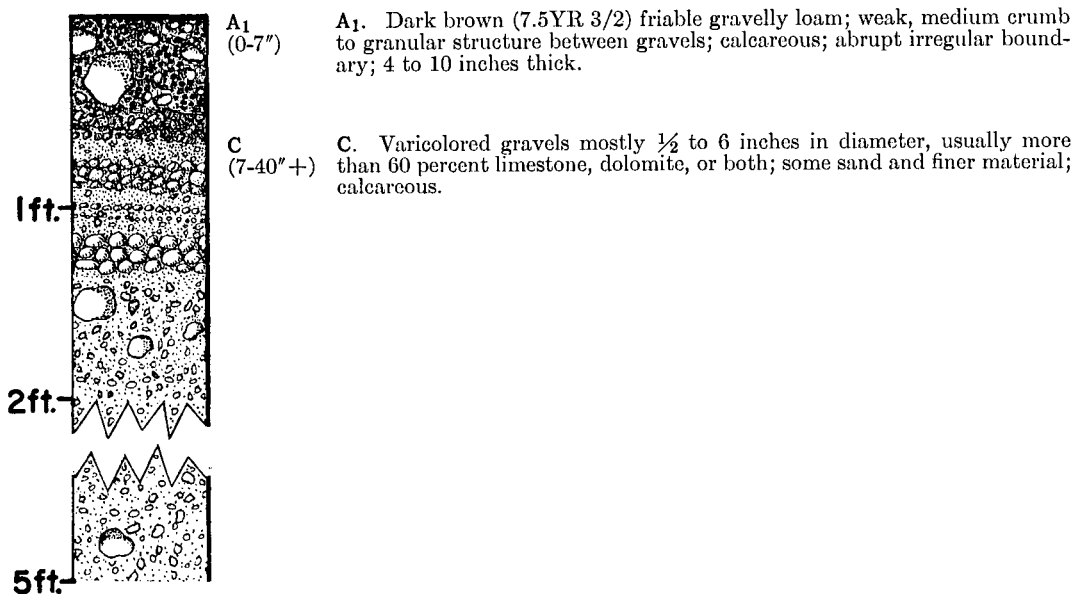 A1
(0-7″)
A1. Dark brown (7.5YR 3/2) friable gravelly loam; weak, medium crumb
to granular structure between gravels; calcareous; abrupt irregular bound-
ary; 4 to 10 inches thick.
C
(7-40″+)
C. Varicolored gravels mostly ½ to 6 inches in diameter, usually more
than 60 percent limestone, dolomite, or both; some sand and finer material;
calcareous.
1ft.
2ft.
5ft.